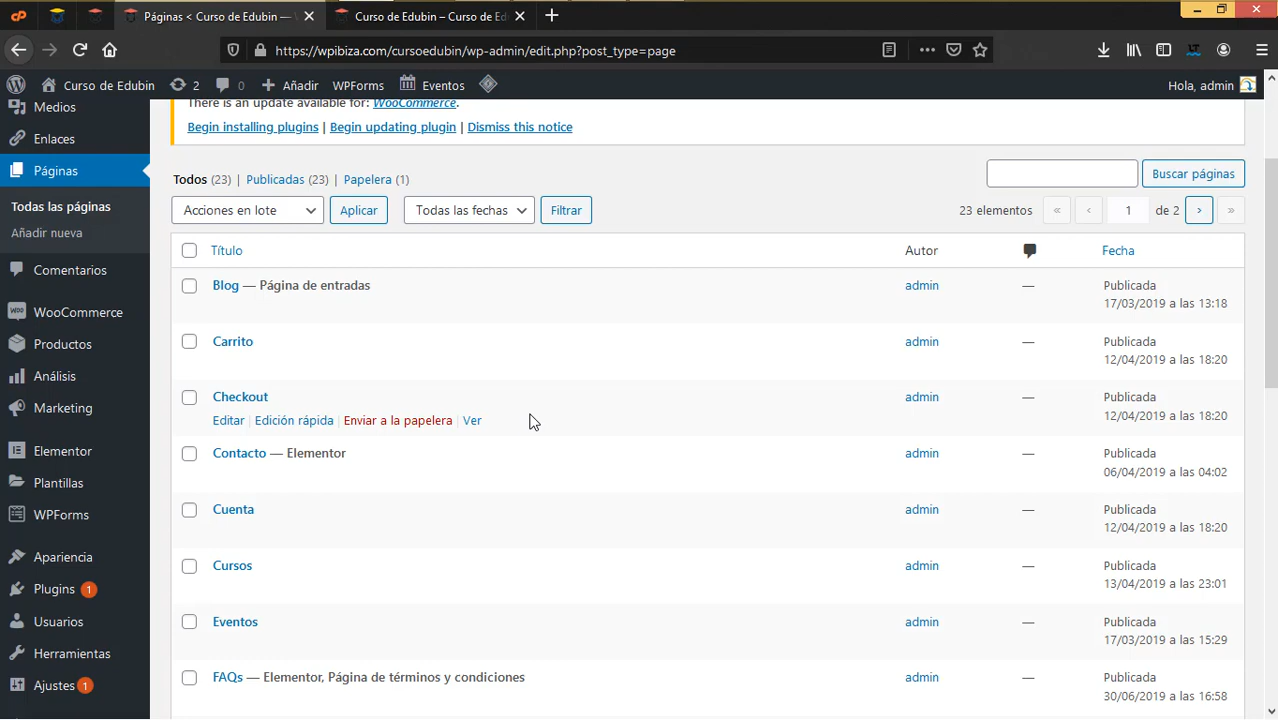 Páginas < Curso de Edubin —
Curso de Edubin – Curso de Ed
https://wpibiza.com/cursoedubin/wp-admin/edit.php?post_type=page
Curso de Edubin
2
0
Añadir
WPForms
Eventos
Hola, admin
Medios
Enlaces
Páginas
Todas las páginas
Añadir nueva
Comentarios
WooCommerce
Productos
Análisis
Marketing
Elementor
Plantillas
WPForms
Apariencia
Plugins 1
Usuarios
Herramientas
Ajustes 1
There is an update available for: WooCommerce.
Begin installing plugins | Begin updating plugin | Dismiss this notice
Todos (23) | Publicadas (23) | Papelera (1)
Buscar páginas
Acciones en lote Aplicar Todas las fechas Filtrar 23 elementos « ‹ 1 de 2 › »
Título Autor Fecha
Blog — Página de entradas admin — Publicada
17/03/2019 a las 13:18
Carrito admin — Publicada
12/04/2019 a las 18:20
Checkout admin — Publicada
Editar | Edición rápida | Enviar a la papelera | Ver 12/04/2019 a las 18:20
Contacto — Elementor admin — Publicada
06/04/2019 a las 04:02
Cuenta admin — Publicada
12/04/2019 a las 18:20
Cursos admin — Publicada
13/04/2019 a las 23:01
Eventos admin — Publicada
17/03/2019 a las 15:29
FAQs — Elementor, Página de términos y condiciones admin — Publicada
30/06/2019 a las 16:58